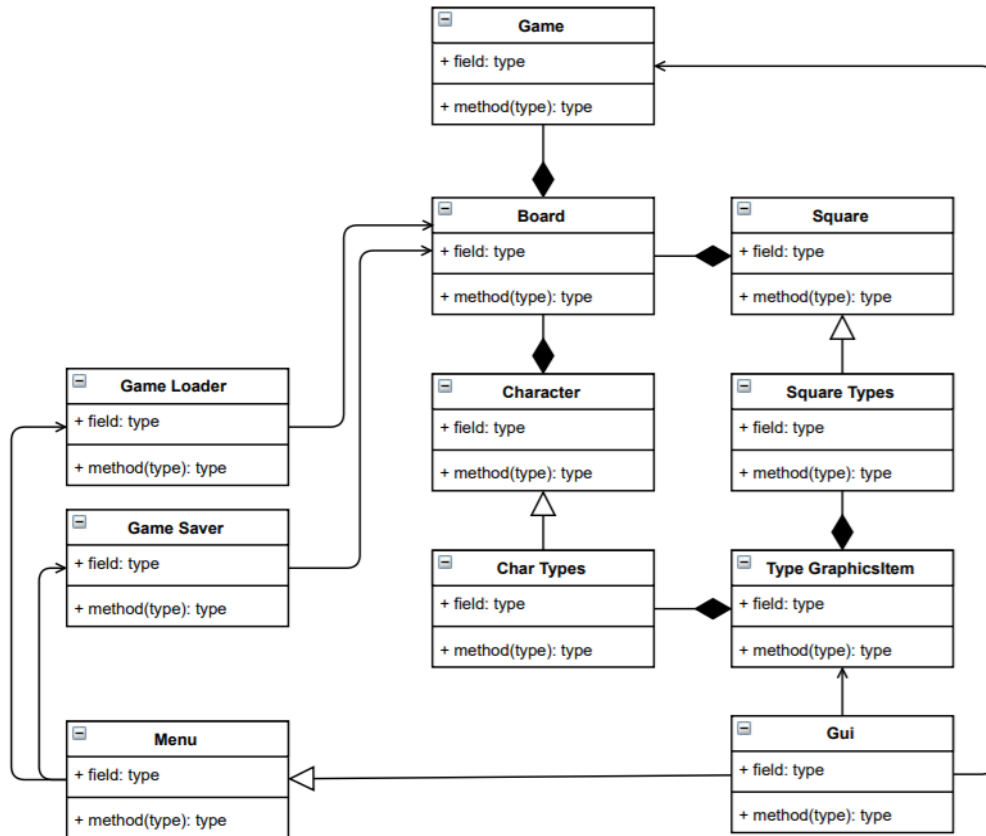 Game
+ field: type
+ method(type): type
Board
+ field: type
+ method(type): type
Square
+ field: type
+ method(type): type
Game Loader
+ field: type
+ method(type): type
Character
+ field: type
+ method(type): type
Square Types
+ field: type
+ method(type): type
Game Saver
+ field: type
+ method(type): type
Char Types
+ field: type
+ method(type): type
Type GraphicsItem
+ field: type
+ method(type): type
Menu
+ field: type
+ method(type): type
Gui
+ field: type
+ method(type): type